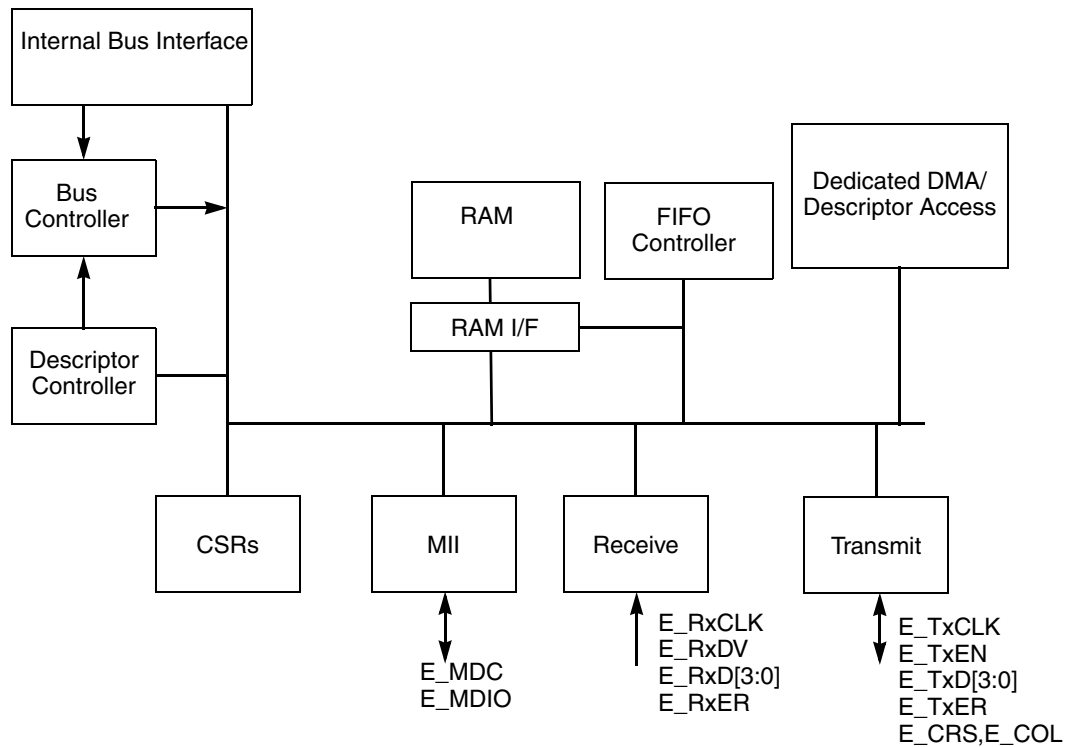 Internal Bus Interface
Bus
Controller
Descriptor
Controller
RAM
RAM I/F
FIFO
Controller
Dedicated DMA/
Descriptor Access
CSRs
MII
Receive
Transmit
E_MDC
E_MDIO
E_RxCLK
E_RxDV
E_RxD[3:0]
E_RxER
E_TxCLK
E_TxEN
E_TxD[3:0]
E_TxER
E_CRS,E_COL